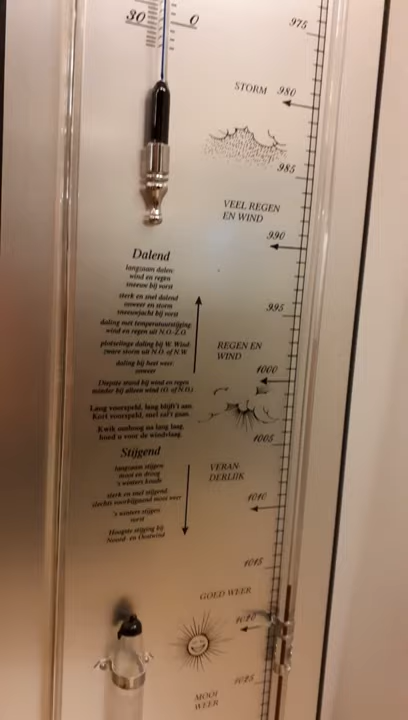 30 0
975
STORM 980
985
VEEL REGEN
EN WIND
990
Dalend
langzaam dalen:
wind en regen
sneeuw bij vorst
sterk en snel dalend
onweer en storm
sneeuwjacht bij vorst
995
daling met temperatuurstijging:
wind en regen uit N.O.-Z.O.
plotselinge daling bij W. Wind:
zware storm uit N.O. of N.W.
REGEN EN
WIND
daling bij heet weer:
onweer
1000
Diepste stand bij wind en regen
minder bij alleen wind (O. of N.O.)
Lang voorspeld, lang blijft's aan.
Kort voorspeld, snel zal't gaan.
Kwik omhoog na lang laag,
hoed u voor de windvlaag.
1005
Stijgend
langzaam stijgen:
mooi en droog
's winters koude
VERAN-
DERLIJK
sterk en snel stijgend:
slechts voorbijgaand mooi weer
1010
's winters stijgen
vorst
Hoogste stijging bij
Noord- en Oostwind
1015
GOED WEER
1020
1025
MOOI
WEER